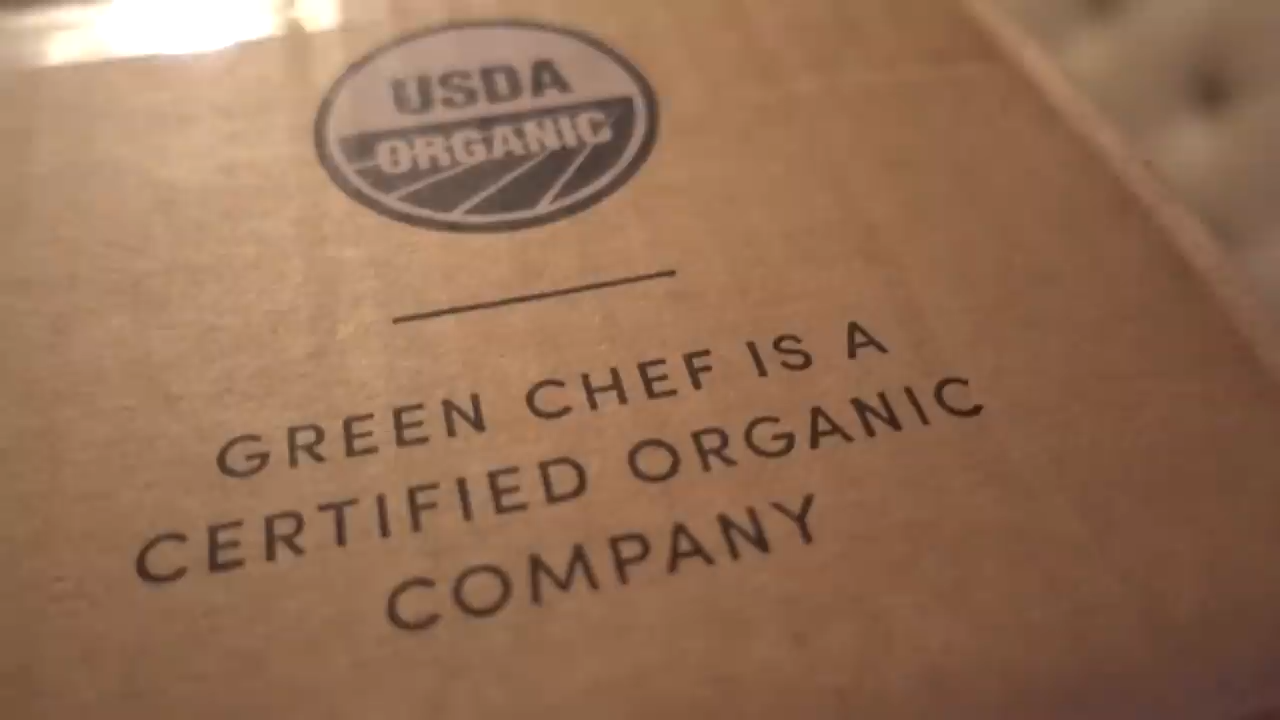 USDA
ORGANIC
GREEN CHEF IS A
CERTIFIED ORGANIC
COMPANY